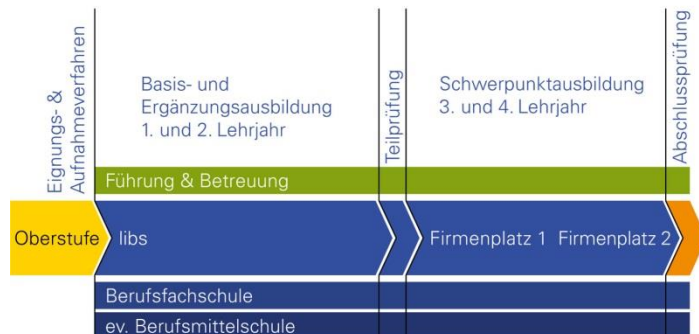 Eignungs- &
Aufnahmeverfahren
Basis- und
Ergänzungsausbildung
1. und 2. Lehrjahr
Teilprüfung
Schwerpunktausbildung
3. und 4. Lehrjahr
Abschlussprüfung
Führung & Betreuung
Oberstufe
libs
Firmenplatz 1
Firmenplatz 2
Berufsfachschule
ev. Berufsmittelschule